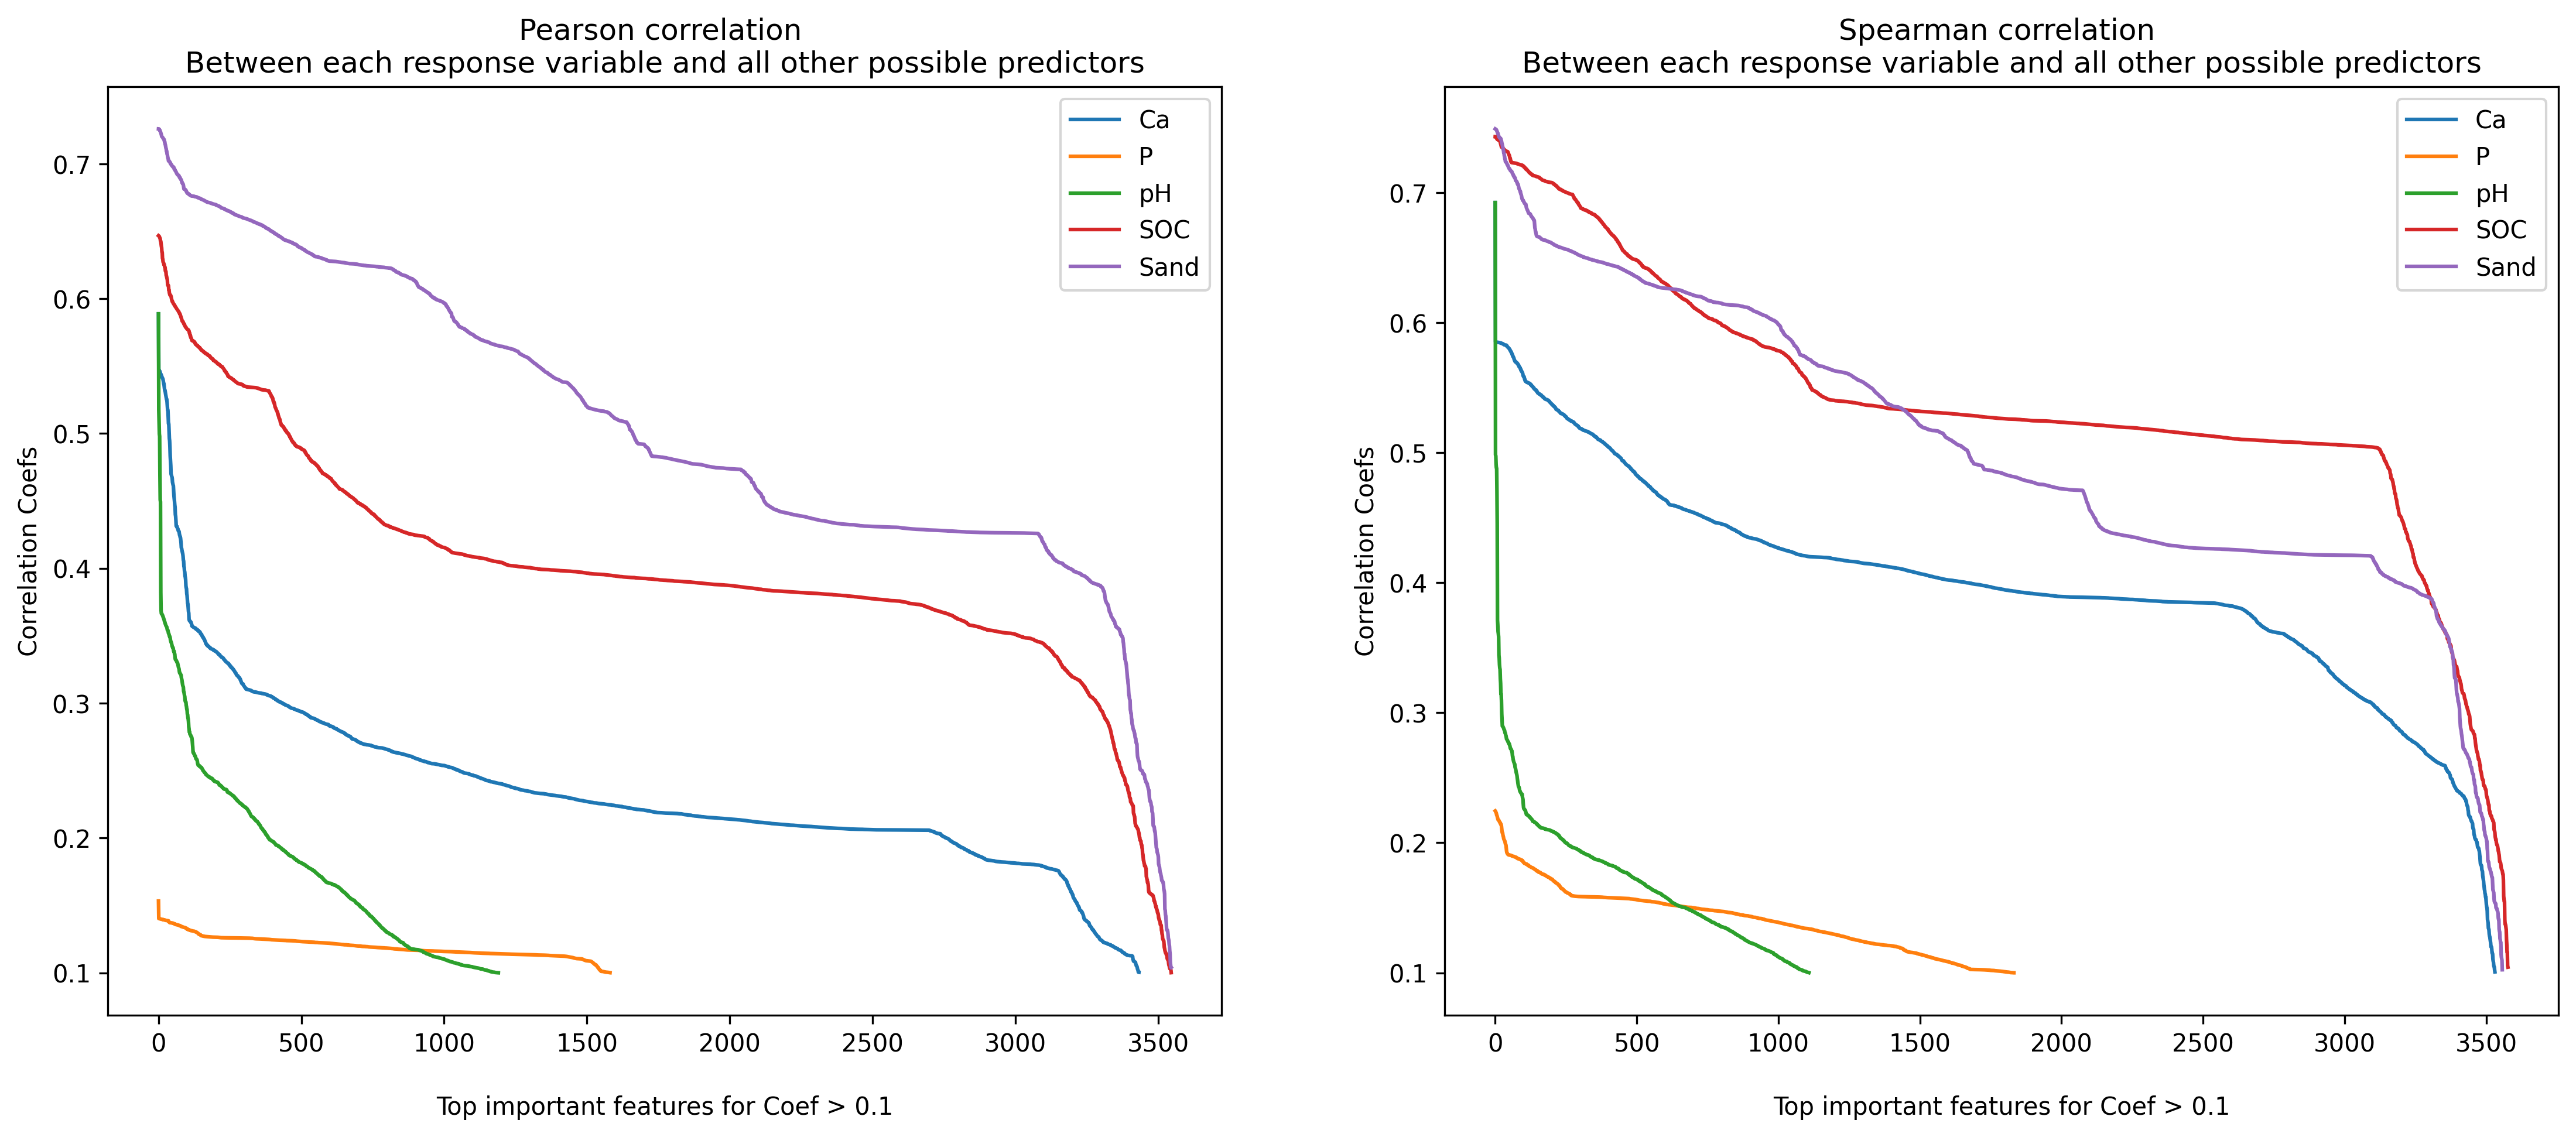 Pearson correlation
Between each response variable and all other possible predictors
Ca
P
pH
SOC
Sand
Correlation Coefs
0.7
0.6
0.5
0.4
0.3
0.2
0.1
0 500 1000 1500 2000 2500 3000 3500
Top important features for Coef > 0.1
Spearman correlation
Between each response variable and all other possible predictors
Ca
P
pH
SOC
Sand
Correlation Coefs
0.7
0.6
0.5
0.4
0.3
0.2
0.1
0 500 1000 1500 2000 2500 3000 3500
Top important features for Coef > 0.1